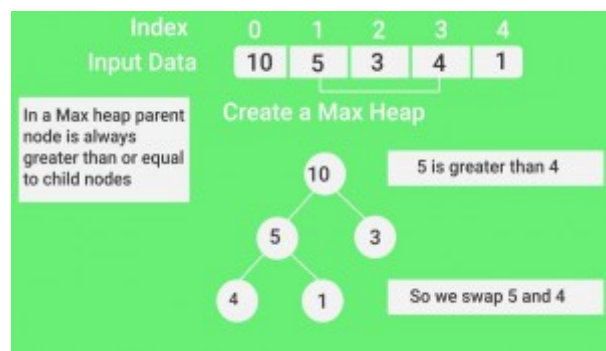 Index 0 1 2 3 4
Input Data 10 5 3 4 1
In a Max heap parent
node is always
greater than or equal
to child nodes
Create a Max Heap
10
5 is greater than 4
5 3
4 1
So we swap 5 and 4